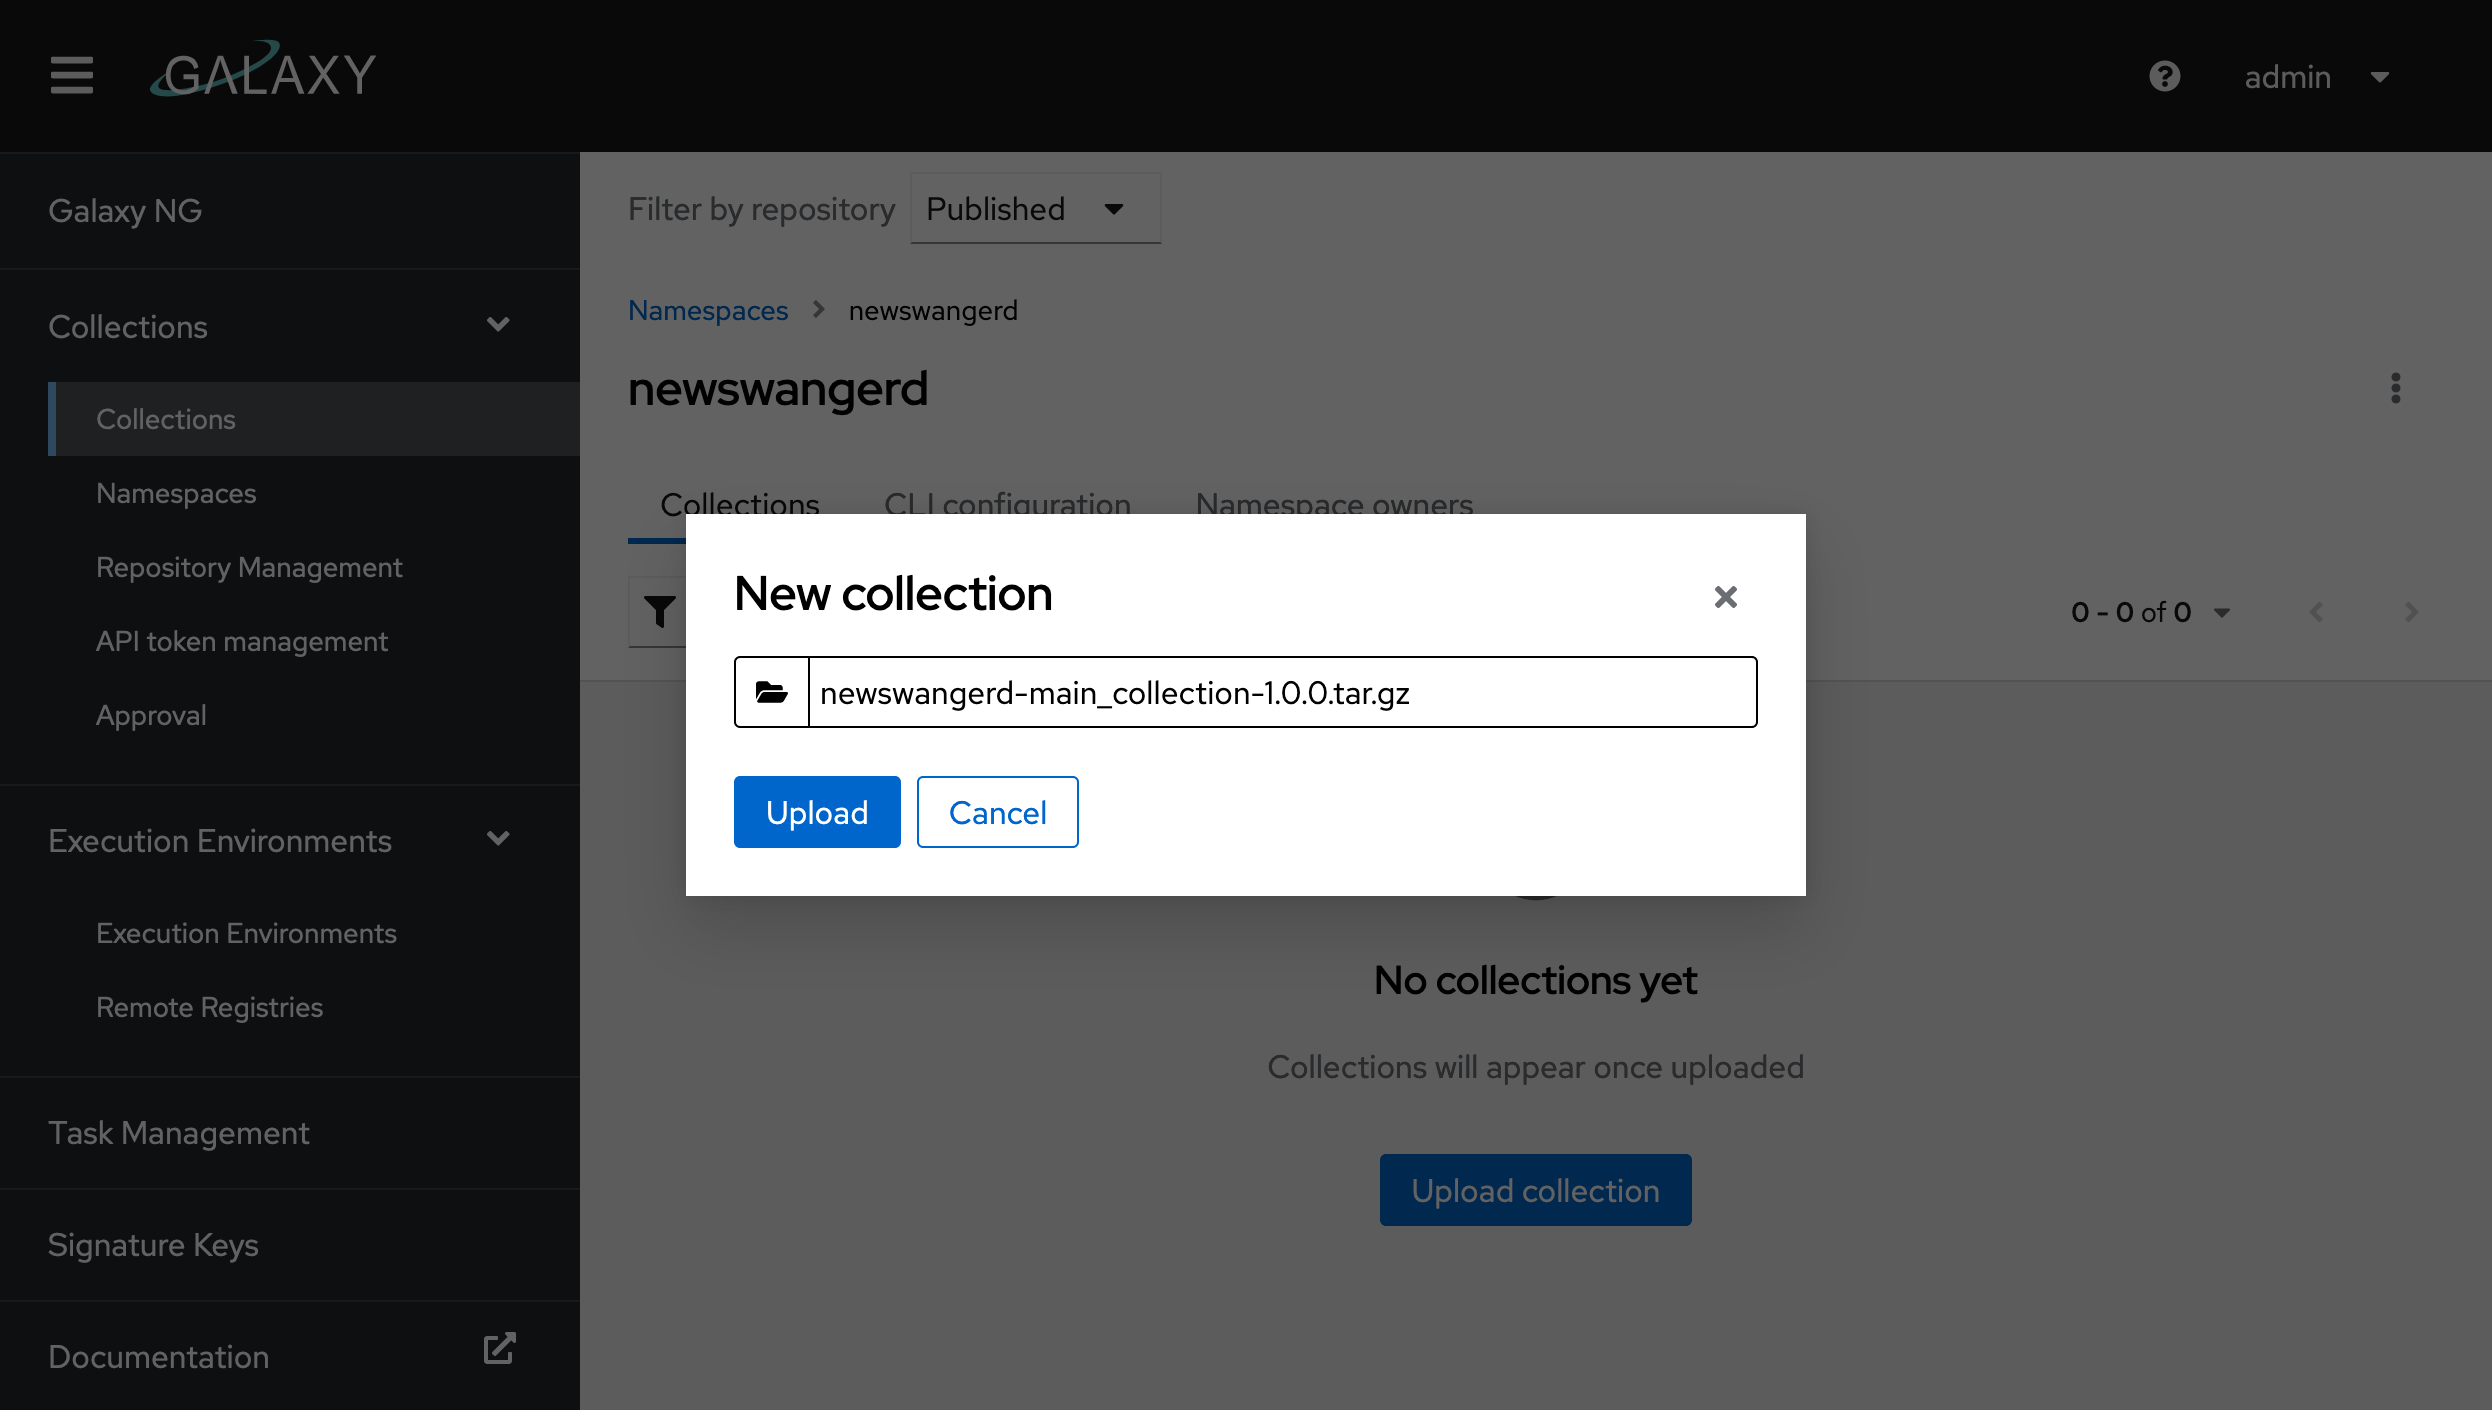 GALAXY
admin
Galaxy NG
Collections
Collections
Namespaces
Repository Management
API token management
Approval
Execution Environments
Execution Environments
Remote Registries
Task Management
Signature Keys
Documentation
Filter by repository Published
Namespaces newswangerd
newswangerd
Collections CLI configuration Namespace owners
0 - 0 of 0
New collection
newswangerd-main_collection-1.0.0.tar.gz
Upload Cancel
No collections yet
Collections will appear once uploaded
Upload collection